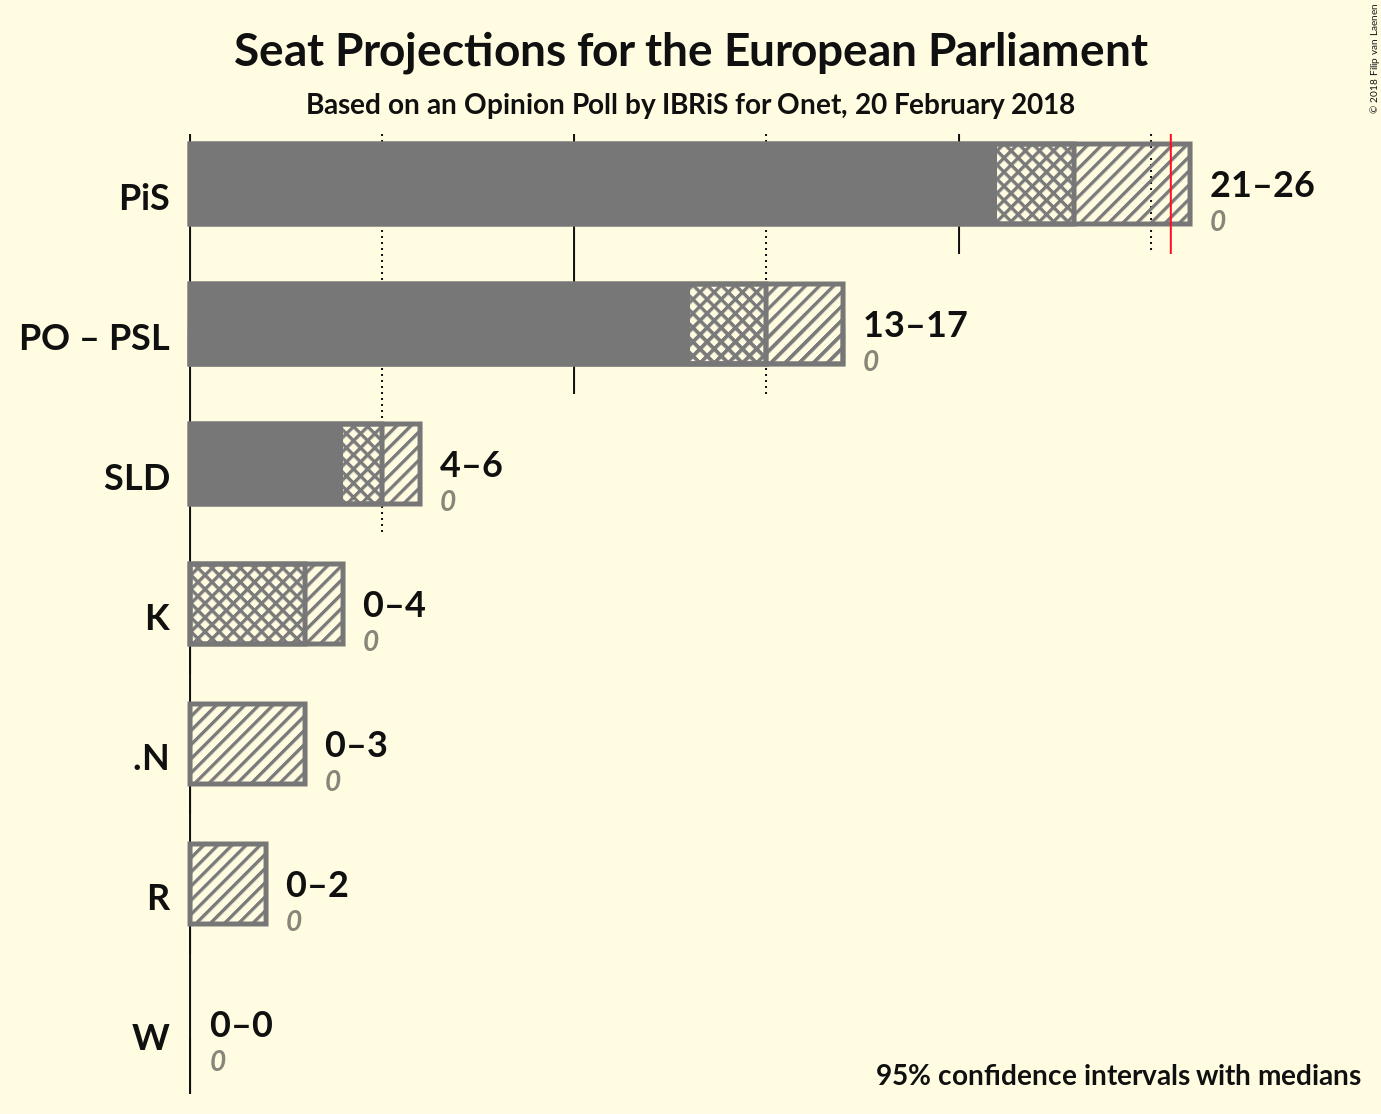 Seat Projections for the European Parliament
Based on an Opinion Poll by IBRiS for Onet, 20 February 2018
© 2018 Filip van Laenen
PiS
21–26
0
PO – PSL
13–17
0
SLD
4–6
0
K
0–4
0
.N
0–3
0
R
0–2
0
W
0–0
0
95% confidence intervals with medians